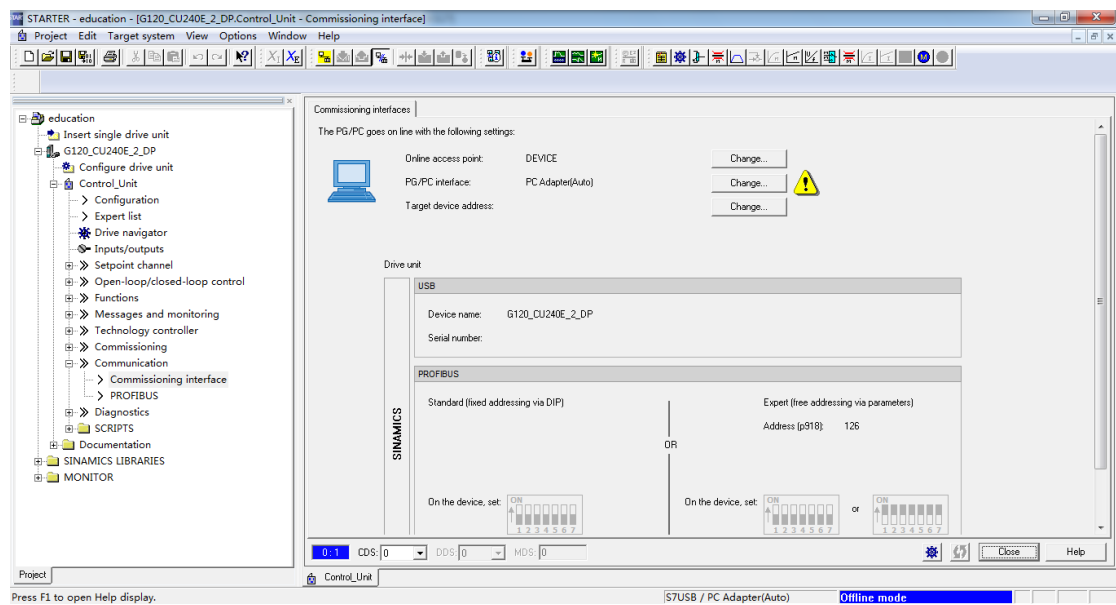 STARTER - education - [G120_CU240E_2_DP.Control_Unit - Commissioning interface]
Project Edit Target system View Options Window Help
education
Insert single drive unit
G120_CU240E_2_DP
Configure drive unit
Control_Unit
Configuration
Expert list
Drive navigator
Inputs/outputs
Setpoint channel
Open-loop/closed-loop control
Functions
Messages and monitoring
Technology controller
Commissioning
Communication
Commissioning interface
PROFIBUS
Diagnostics
SCRIPTS
Documentation
SINAMICS LIBRARIES
MONITOR
Project
Commissioning interfaces
The PG/PC goes on line with the following settings:
Online access point: DEVICE Change...
PG/PC interface: PC Adapter(Auto) Change...
Target device address: Change...
Drive unit
SINAMICS
USB
Device name: G120_CU240E_2_DP
Serial number:
PROFIBUS
Standard (fixed addressing via DIP)
OR
Expert (free addressing via parameters)
Address (p918): 126
On the device, set: ON
1 2 3 4 5 6 7
On the device, set: ON
1 2 3 4 5 6 7
or
ON
1 2 3 4 5 6 7
0 : 1 CDS: 0 DDS: 0 MDS: 0 Close Help
Control_Unit
Press F1 to open Help display. S7USB / PC Adapter(Auto) Offline mode